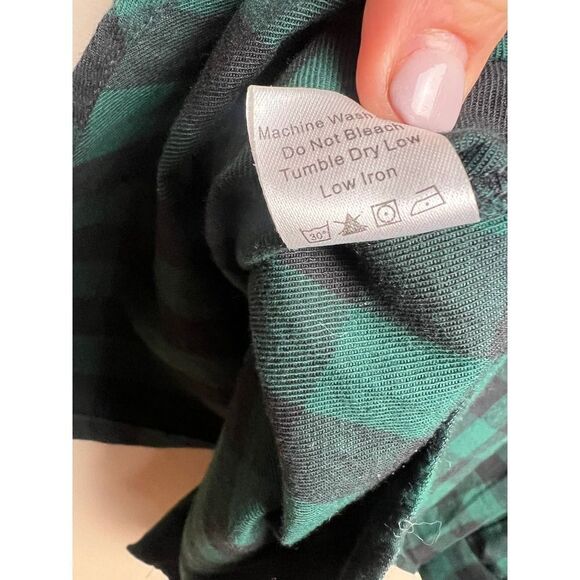 Machine Wash
Do Not Bleach
Tumble Dry Low
Low Iron
30°